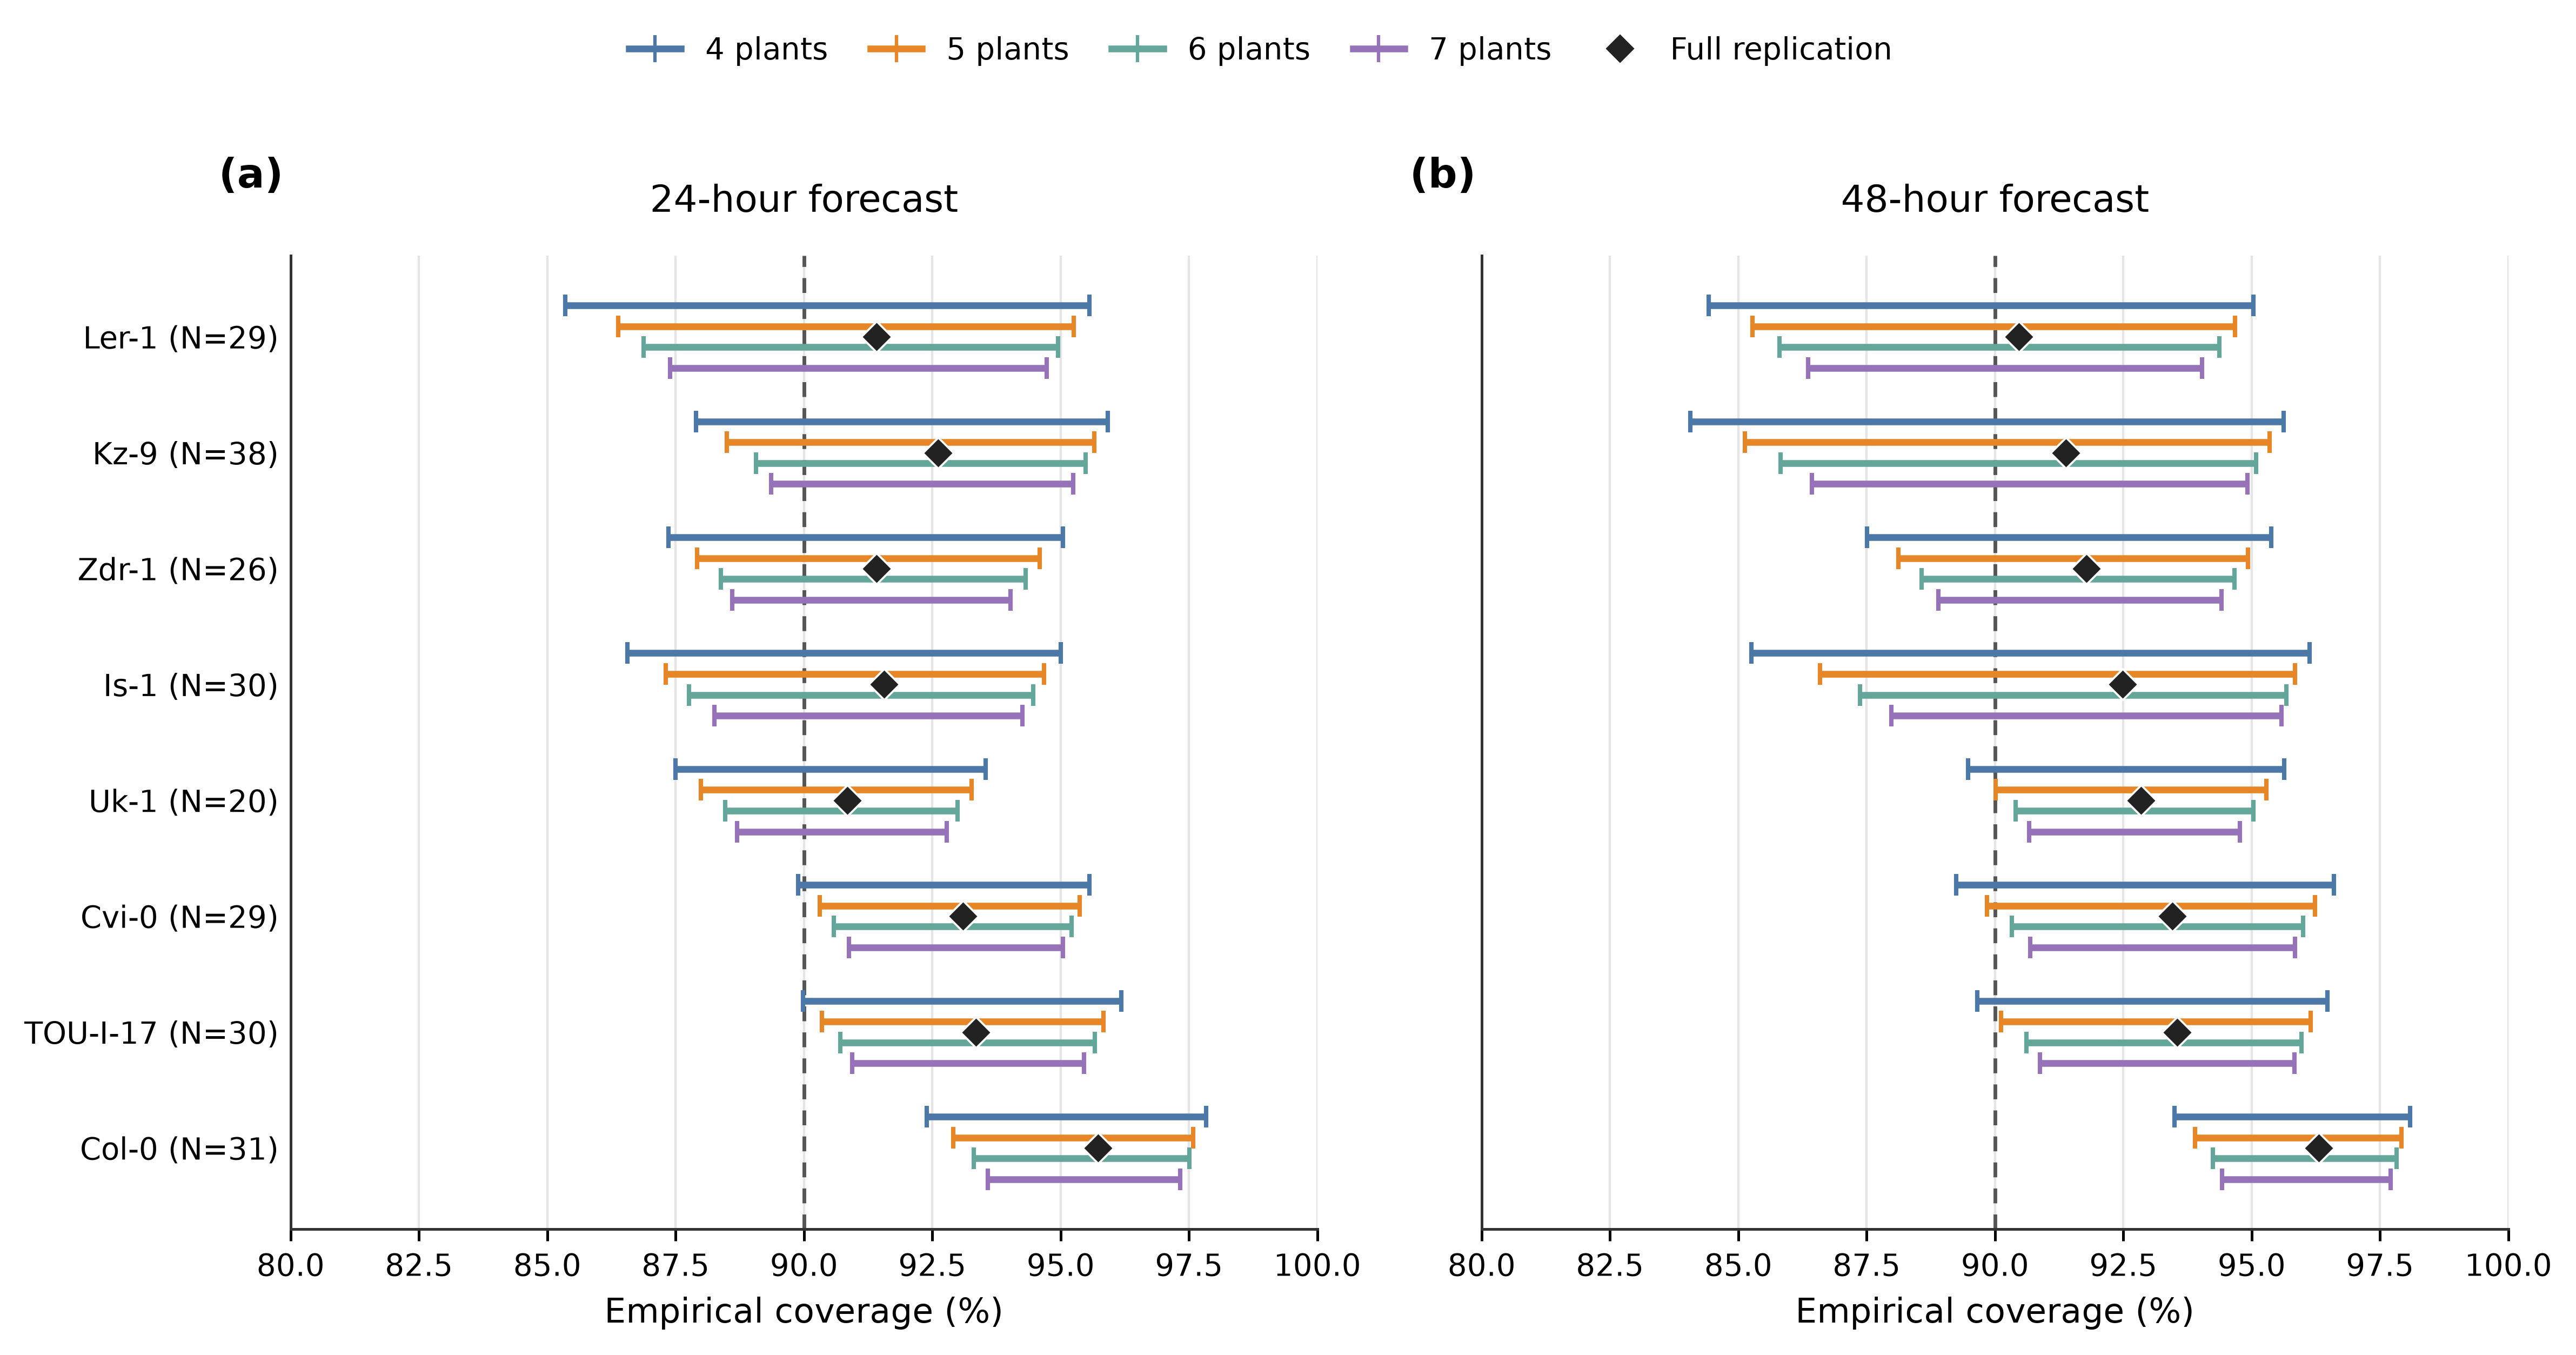 4 plants 5 plants 6 plants 7 plants Full replication
(a)
24-hour forecast
Ler-1 (N=29)
Kz-9 (N=38)
Zdr-1 (N=26)
Is-1 (N=30)
Uk-1 (N=20)
Cvi-0 (N=29)
TOU-I-17 (N=30)
Col-0 (N=31)
80.0 82.5 85.0 87.5 90.0 92.5 95.0 97.5 100.0
Empirical coverage (%)
(b)
48-hour forecast
80.0 82.5 85.0 87.5 90.0 92.5 95.0 97.5 100.0
Empirical coverage (%)